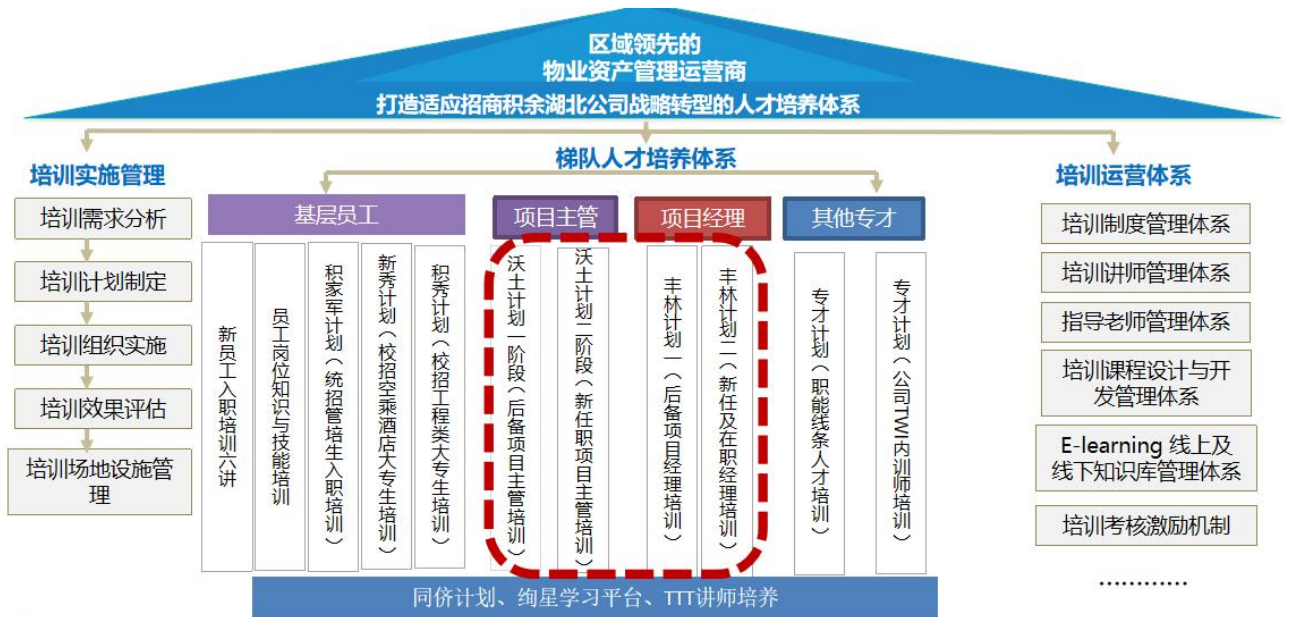 区域领先的
物业资产管理运营商
打造适应招商积余湖北公司战略转型的人才培养体系
培训实施管理
培训需求分析
培训计划制定
培训组织实施
培训效果评估
培训场地设施管
理
梯队人才培养体系
基层员工
新员工入职培训六讲
员工岗位知识与技能培训
积家军计划（统招管培生入职培训）
新秀计划（校招空乘酒店大专生培训）
积秀计划（校招工程类大专生培训）
项目主管
沃土计划一阶段（后备项目主管培训）
沃土计划二阶段（新任职项目主管培训）
项目经理
丰林计划一（后备项目经理培训）
丰林计划二（新任及在职经理培训）
其他专才
专才计划（职能线条人才培训）
专才计划（公司TWI内训师培训）
同侪计划、绚星学习平台、TTT讲师培养
培训运营体系
培训制度管理体系
培训讲师管理体系
指导老师管理体系
培训课程设计与开
发管理体系
E-learning 线上及
线下知识库管理体系
培训考核激励机制
…………